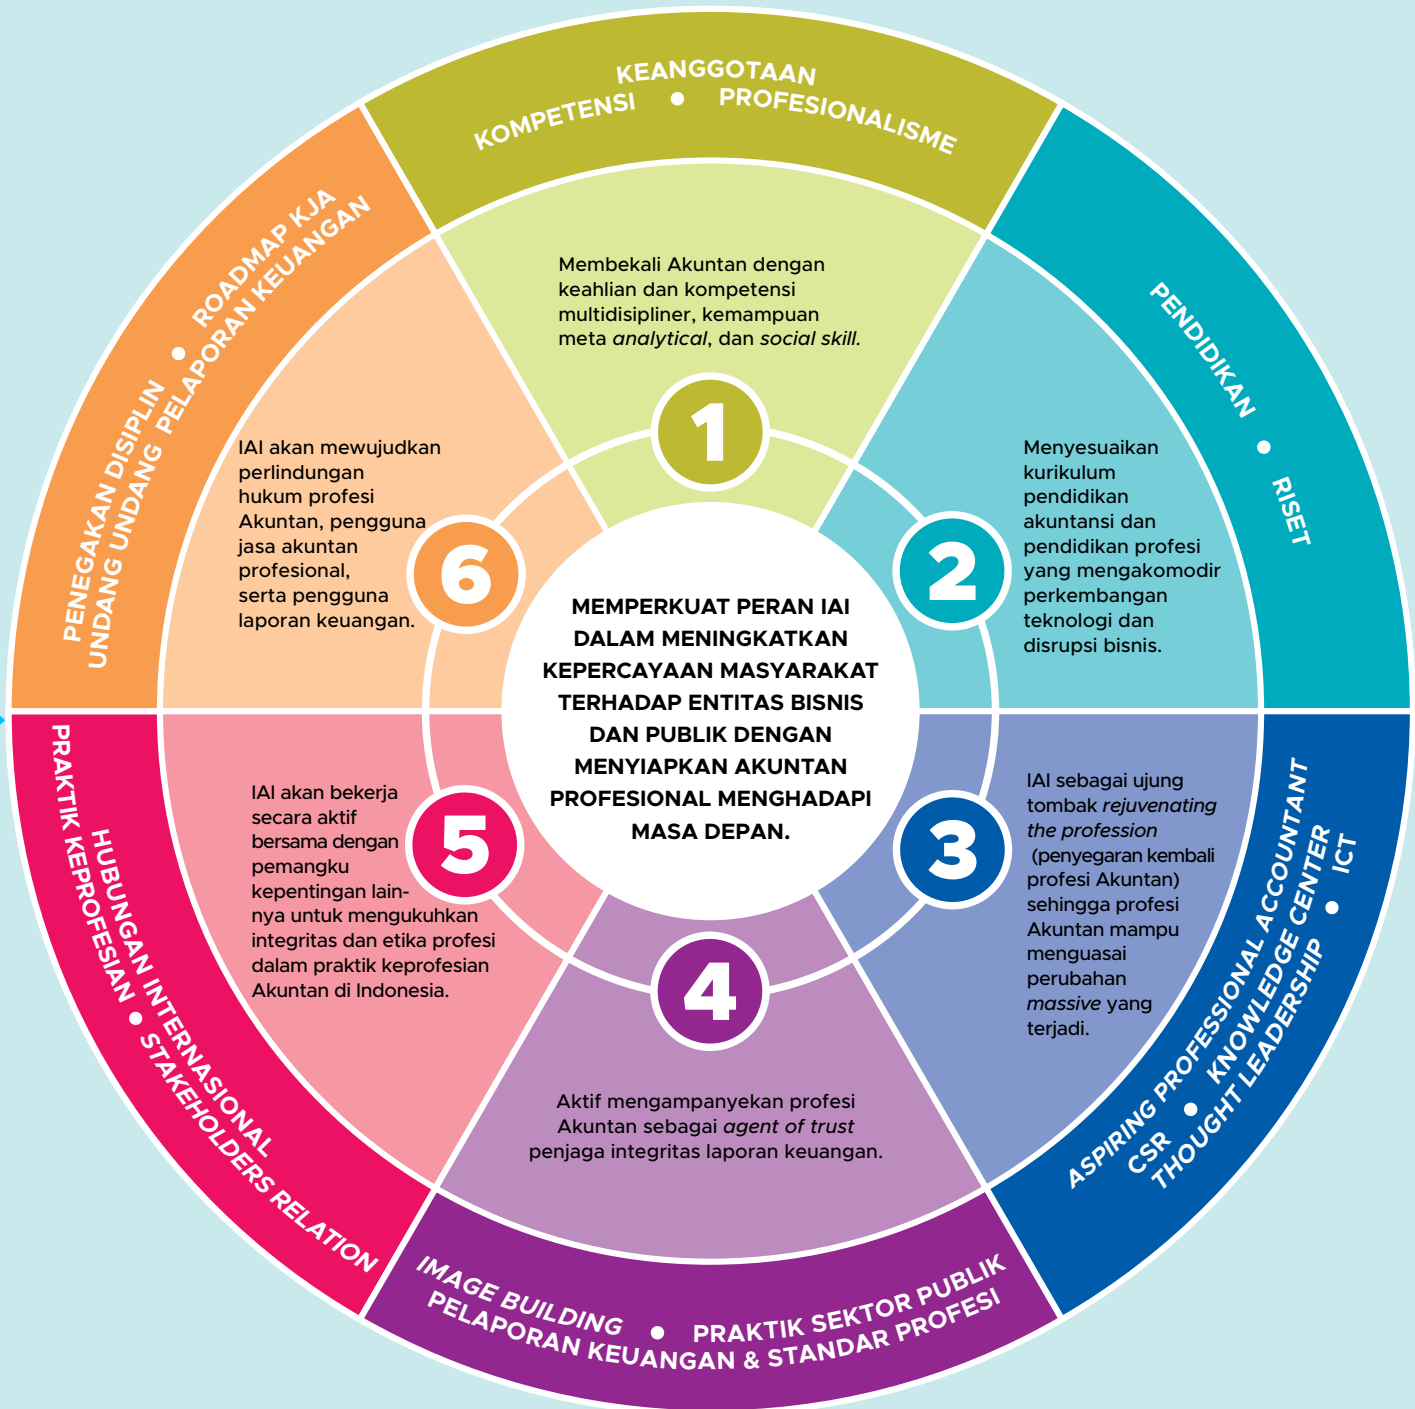 KEANGGOTAAN
KOMPETENSI • PROFESIONALISME
Membekali Akuntan dengan
keahlian dan kompetensi
multidisipliner, kemampuan
meta analytical, dan social skill.
1
PENDIDIKAN • RISET
Menyesuaikan
kurikulum
pendidikan
akuntansi dan
pendidikan profesi
yang mengakomodir
perkembangan
teknologi dan
disrupsi bisnis.
2
ASPIRING PROFESSIONAL ACCOUNTANT
CSR • KNOWLEDGE CENTER
THOUGHT LEADERSHIP • ICT
IAI sebagai ujung
tombak rejuvenating
the profession
(penyegaran kembali
profesi Akuntan)
sehingga profesi
Akuntan mampu
menguasai
perubahan
massive yang
terjadi.
3
4
Aktif mengampanyekan profesi
Akuntan sebagai agent of trust
penjaga integritas laporan keuangan.
IMAGE BUILDING • PRAKTIK SEKTOR PUBLIK
PELAPORAN KEUANGAN & STANDAR PROFESI
5
IAI akan bekerja
secara aktif
bersama dengan
pemangku
kepentingan lain-
nya untuk mengukuhkan
integritas dan etika profesi
dalam praktik keprofesian
Akuntan di Indonesia.
HUBUNGAN INTERNASIONAL
PRAKTIK KEPROFESIAN • STAKEHOLDERS RELATION
6
IAI akan mewujudkan
perlindungan
hukum profesi
Akuntan, pengguna
jasa akuntan
profesional,
serta pengguna
laporan keuangan.
PENEGAKAN DISIPLIN • ROADMAP KJA
UNDANG UNDANG PELAPORAN KEUANGAN
MEMPERKUAT PERAN IAI
DALAM MENINGKATKAN
KEPERCAYAAN MASYARAKAT
TERHADAP ENTITAS BISNIS
DAN PUBLIK DENGAN
MENYIAPKAN AKUNTAN
PROFESIONAL MENGHADAPI
MASA DEPAN.